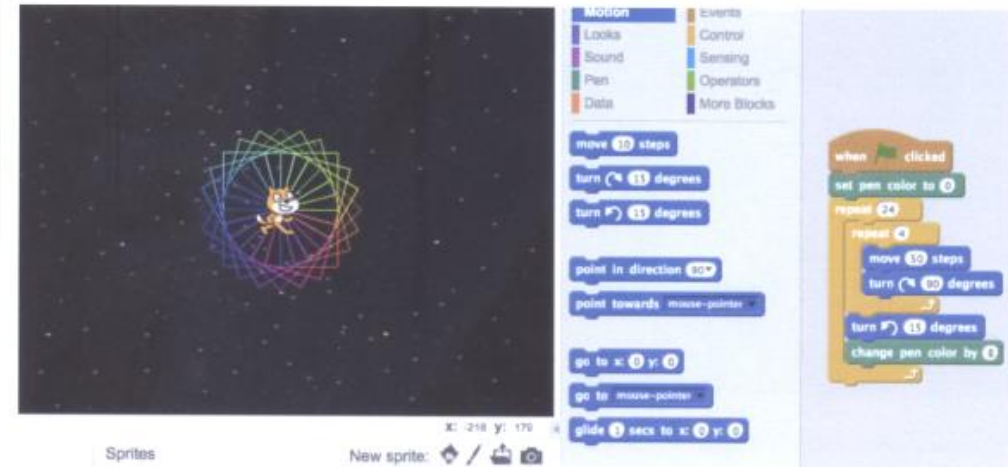 Motion Events
Looks Control
Sound Sensing
Pen Operators
Data More Blocks
move 10 steps
turn 15 degrees
turn 15 degrees
point in direction 90
point towards mouse-pointer
go to x: 0 y: 0
go to mouse-pointer
glide 1 secs to x: 0 y: 0
when clicked
set pen color to 0
repeat 24
repeat 4
move 50 steps
turn 90 degrees
turn 15 degrees
change pen color by
x: -218 y: 179
Sprites New sprite: